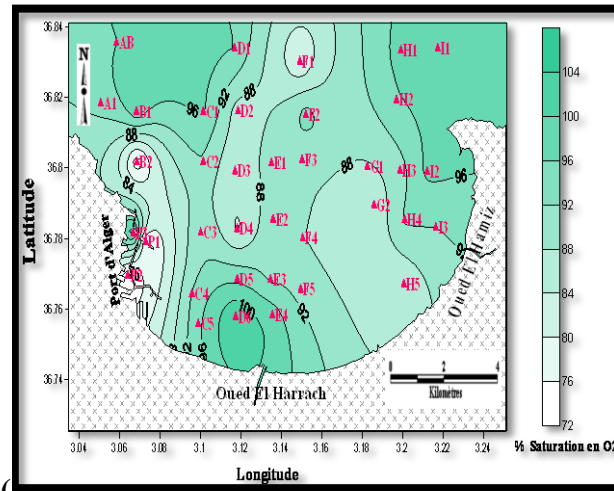 36.84
36.82
36.8
36.78
36.76
36.74
Latitude
N
AB
D1
F1
H1
I1
A1
B1
C1
D2
F2
H2
B2
C2
D3
E1
F3
G1
H3
I2
P1
C3
D4
E2
F4
G2
H4
I3
C4
D5
E3
F5
H5
C5
D6
E4
96
92
88
88
84
88
88
96
100
92
Port d'Alger
Oued El Hamiz
Oued El Harrach
0 2 4
Kilomètres
3.04 3.06 3.08 3.1 3.12 3.14 3.16 3.18 3.2 3.22 3.24
Longitude
104
100
96
92
88
84
80
76
72
% Saturation en O2
(